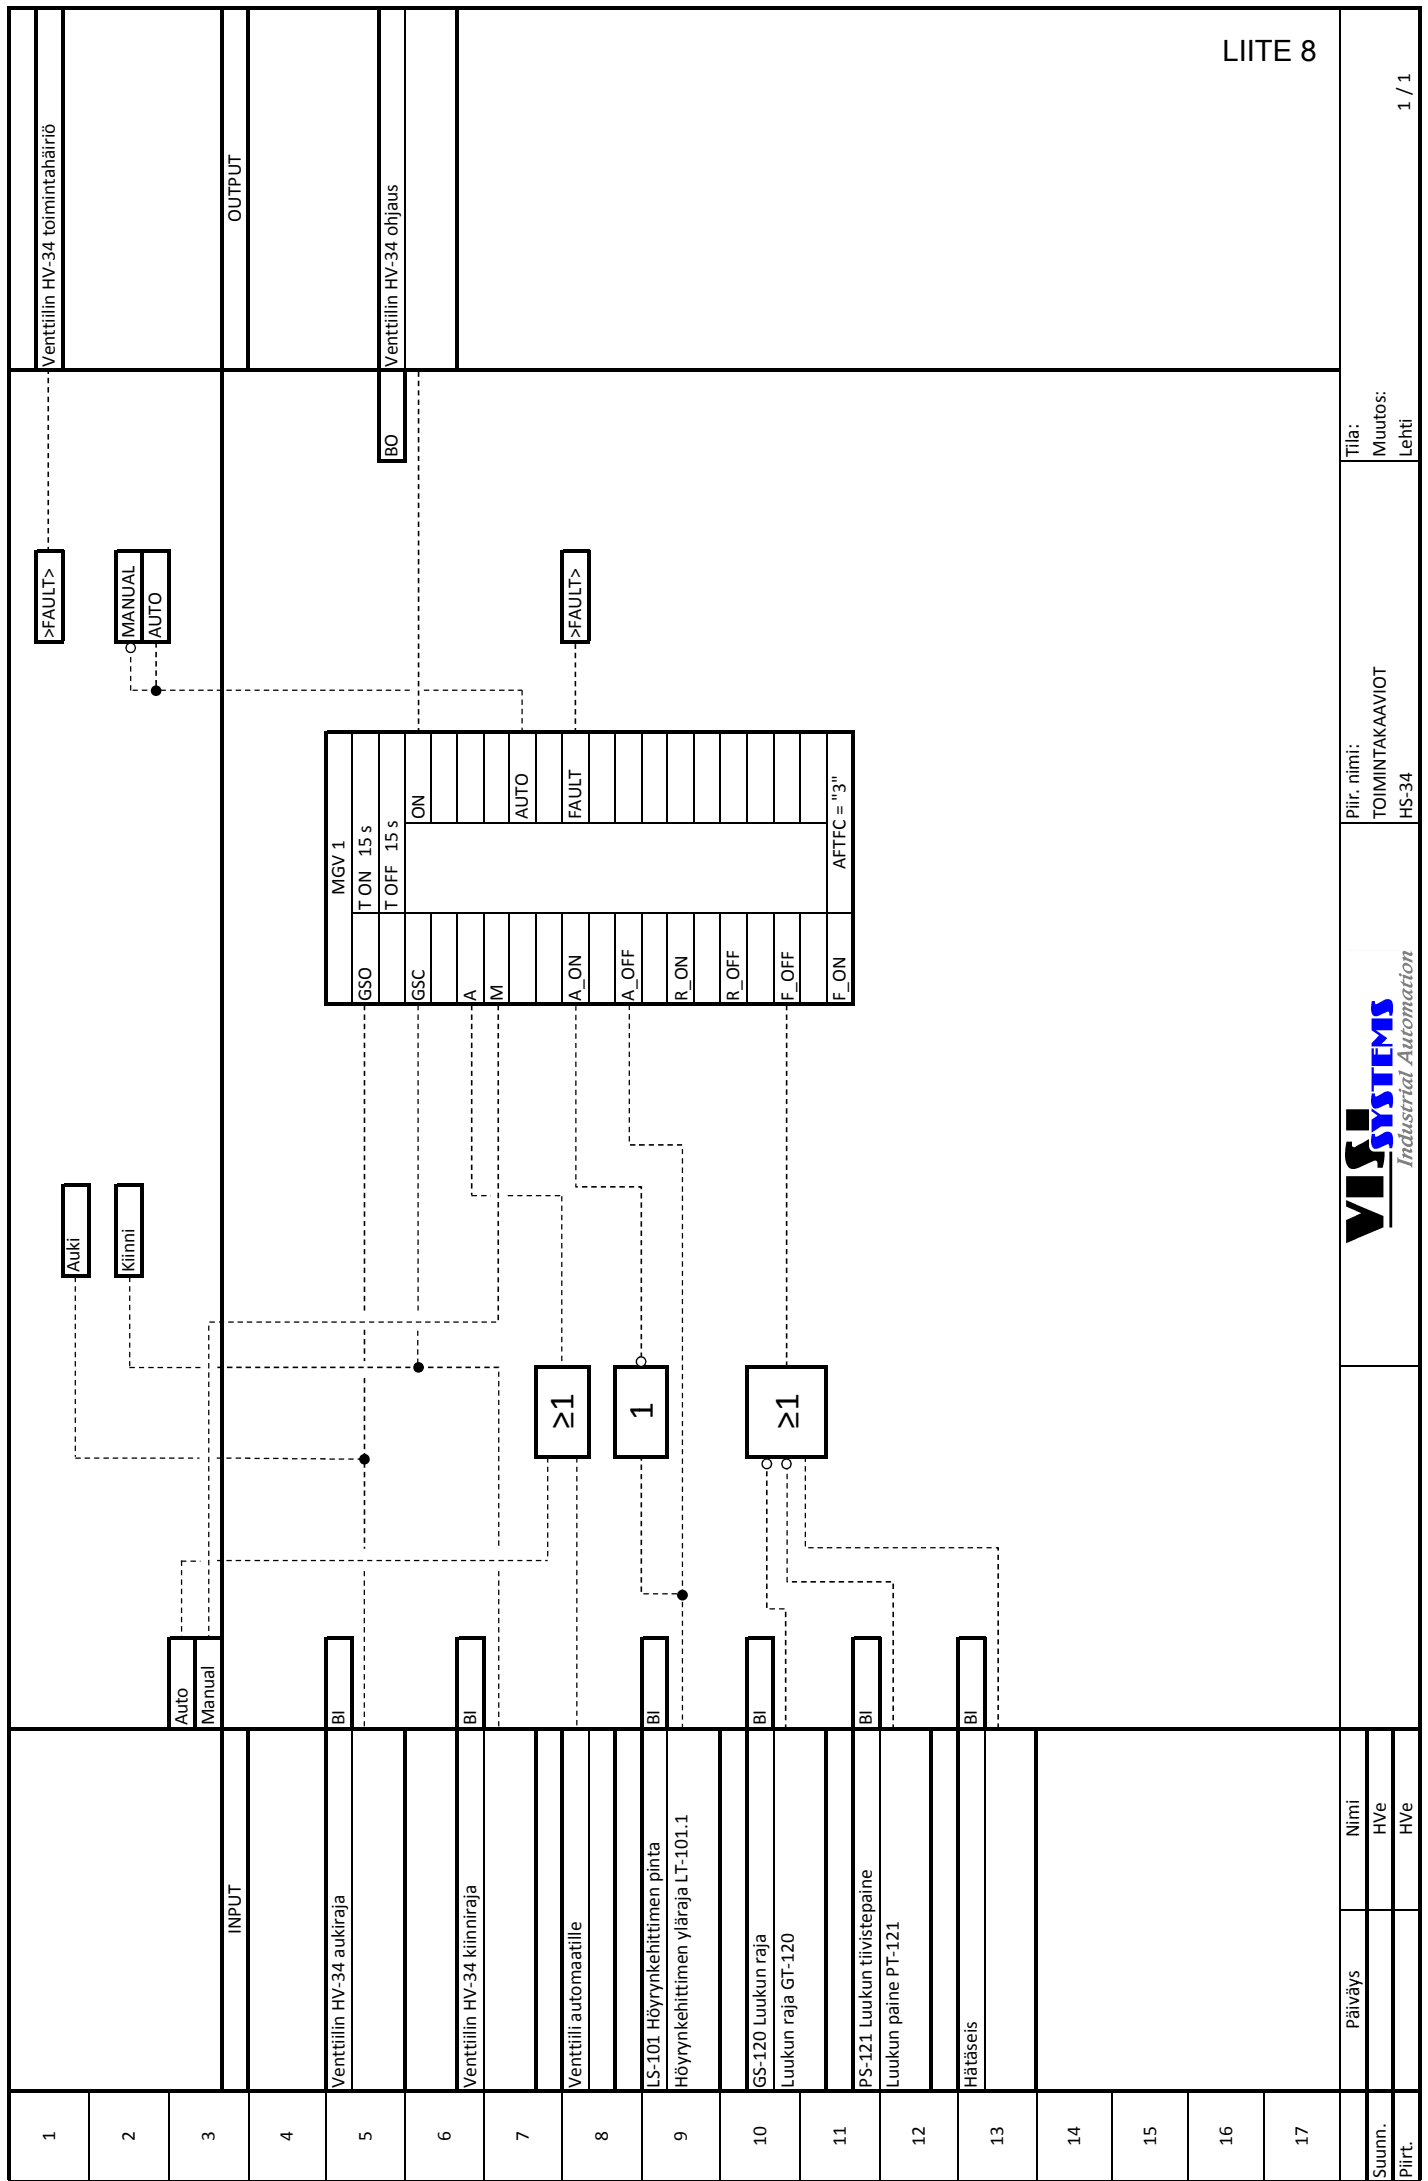 LIITE 8
1
2
3
4
5
6
7
8
9
10
11
12
13
14
15
16
17
INPUT
Venttiilin HV-34 aukiraja
Venttiilin HV-34 kiinniraja
Venttiili automaatille
LS-101 Höyrynkehittimen pinta
Höyrynkehittimen yläraja LT-101.1
GS-120 Luukun raja
Luukun raja GT-120
PS-121 Luukun tiivistepaine
Luukun paine PT-121
Hätäseis
Auto
Manual
BI
BI
BI
BI
BI
BI
Auki
Kiinni
≥1
1
≥1
MGV 1
GSO
T ON 15 s
T OFF 15 s
GSC
ON
A
M
AUTO
A_ON
FAULT
A_OFF
R_ON
R_OFF
F_OFF
F_ON
AFTFC = "3"
>FAULT>
MANUAL
AUTO
>FAULT>
BO
Venttiilin HV-34 toimintahäiriö
OUTPUT
Venttiilin HV-34 ohjaus
Päiväys
Nimi
Suunn.
HVe
Piirt.
HVe
VISI
SYSTEMS
Industrial Automation
Piir. nimi:
TOIMINTAKAAVIOT
HS-34
Tila:
Muutos:
Lehti
1 / 1